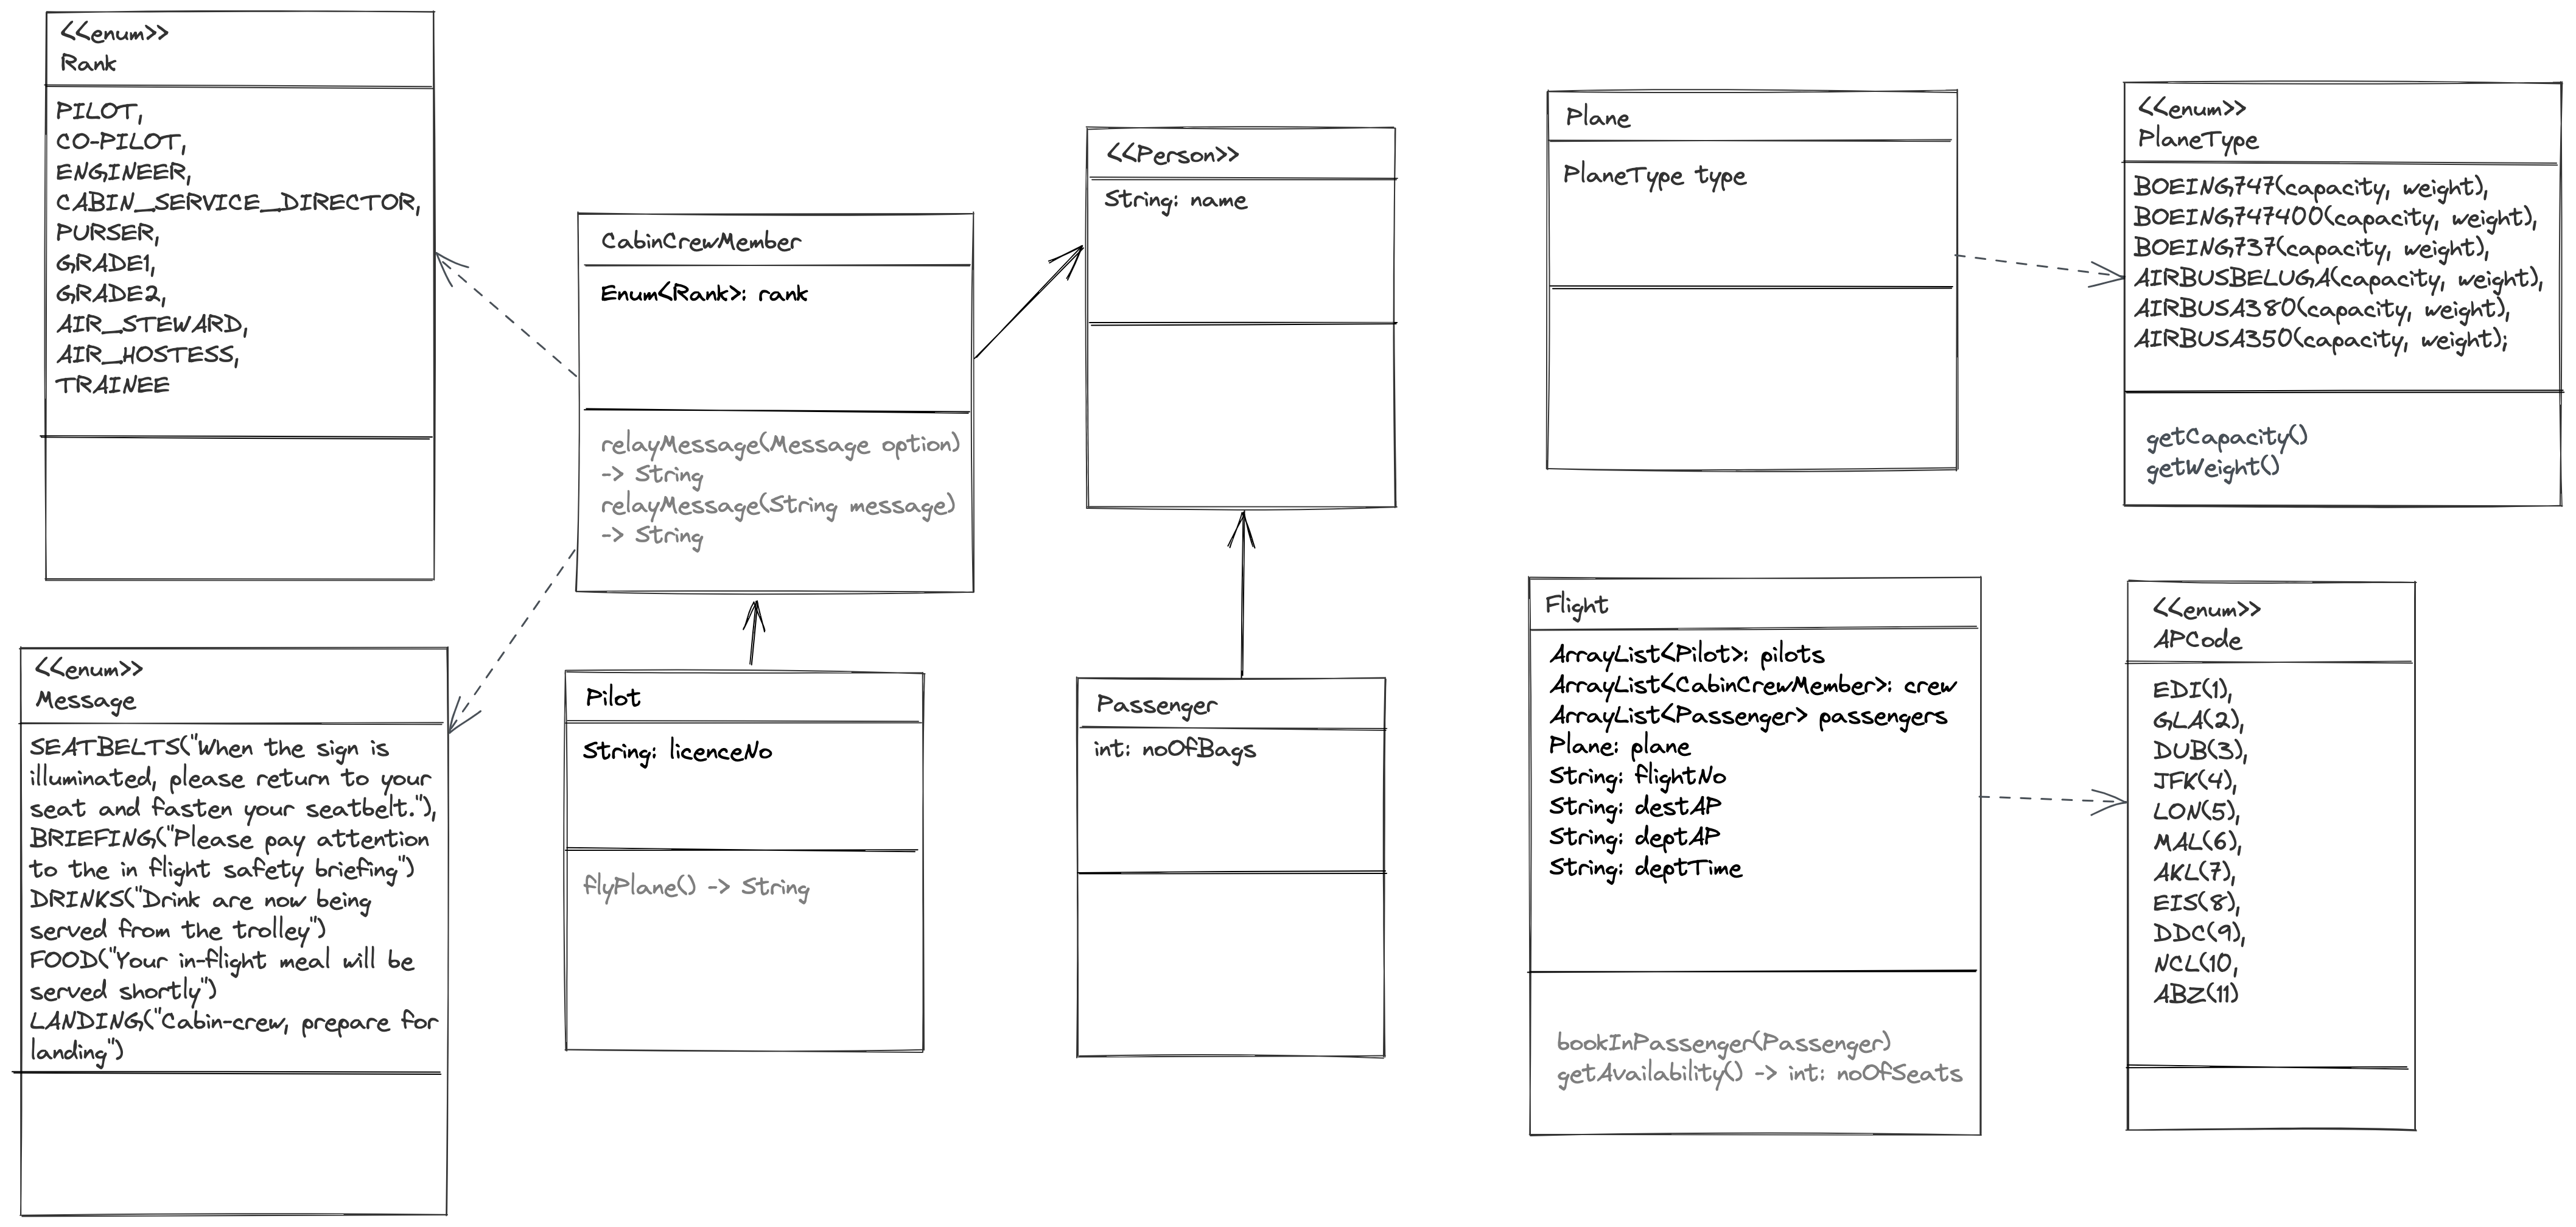 <<enum>>
Rank
PILOT,
CO-PILOT,
ENGINEER,
CABIN_SERVICE_DIRECTOR,
PURSER,
GRADE1,
GRADE2,
AIR_STEWARD,
AIR_HOSTESS,
TRAINEE
<<enum>>
Message
SEATBELTS("When the sign is
illuminated, please return to your
seat and fasten your seatbelt."),
BRIEFING("Please pay attention
to the in flight safety briefing")
DRINKS("Drink are now being
served from the trolley")
FOOD("Your in-flight meal will be
served shortly")
LANDING("Cabin-crew, prepare for
landing")
CabinCrewMember
Enum<Rank>: rank
relayMessage(Message option)
-> String
relayMessage(String message)
-> String
Pilot
String: licenceNo
flyPlane() -> String
<<Person>>
String: name
Passenger
int: noOfBags
Plane
PlaneType type
Flight
ArrayList<Pilot>: pilots
ArrayList<CabinCrewMember>: crew
ArrayList<Passenger> passengers
Plane: plane
String: flightNo
String: destAP
String: deptAP
String: deptTime
bookInPassenger(Passenger)
getAvailability() -> int: noOfSeats
<<enum>>
PlaneType
BOEING747(capacity, weight),
BOEING747400(capacity, weight),
BOEING737(capacity, weight),
AIRBUSBELUGA(capacity, weight),
AIRBUSA380(capacity, weight),
AIRBUSA350(capacity, weight);
getCapacity()
getWeight()
<<enum>>
APCode
EDI(1),
GLA(2),
DUB(3),
JFK(4),
LON(5),
MAL(6),
AKL(7),
EIS(8),
DDC(9),
NCL(10,
ABZ(11)